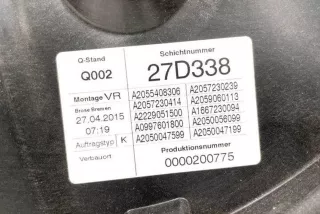 Q-Stand
Q002
Schichtnummer
27D338
Montage VR
Brose Bremen
27.04.2015
07:19
Auftragstyp K
Verbauort
A2055408306 A2057230239
A2057230414 A2059060113
A2229051500 A1667230094
A0997601800 A2050056099
A2050047599 A2050047199
Produktionsnummer
0000200775